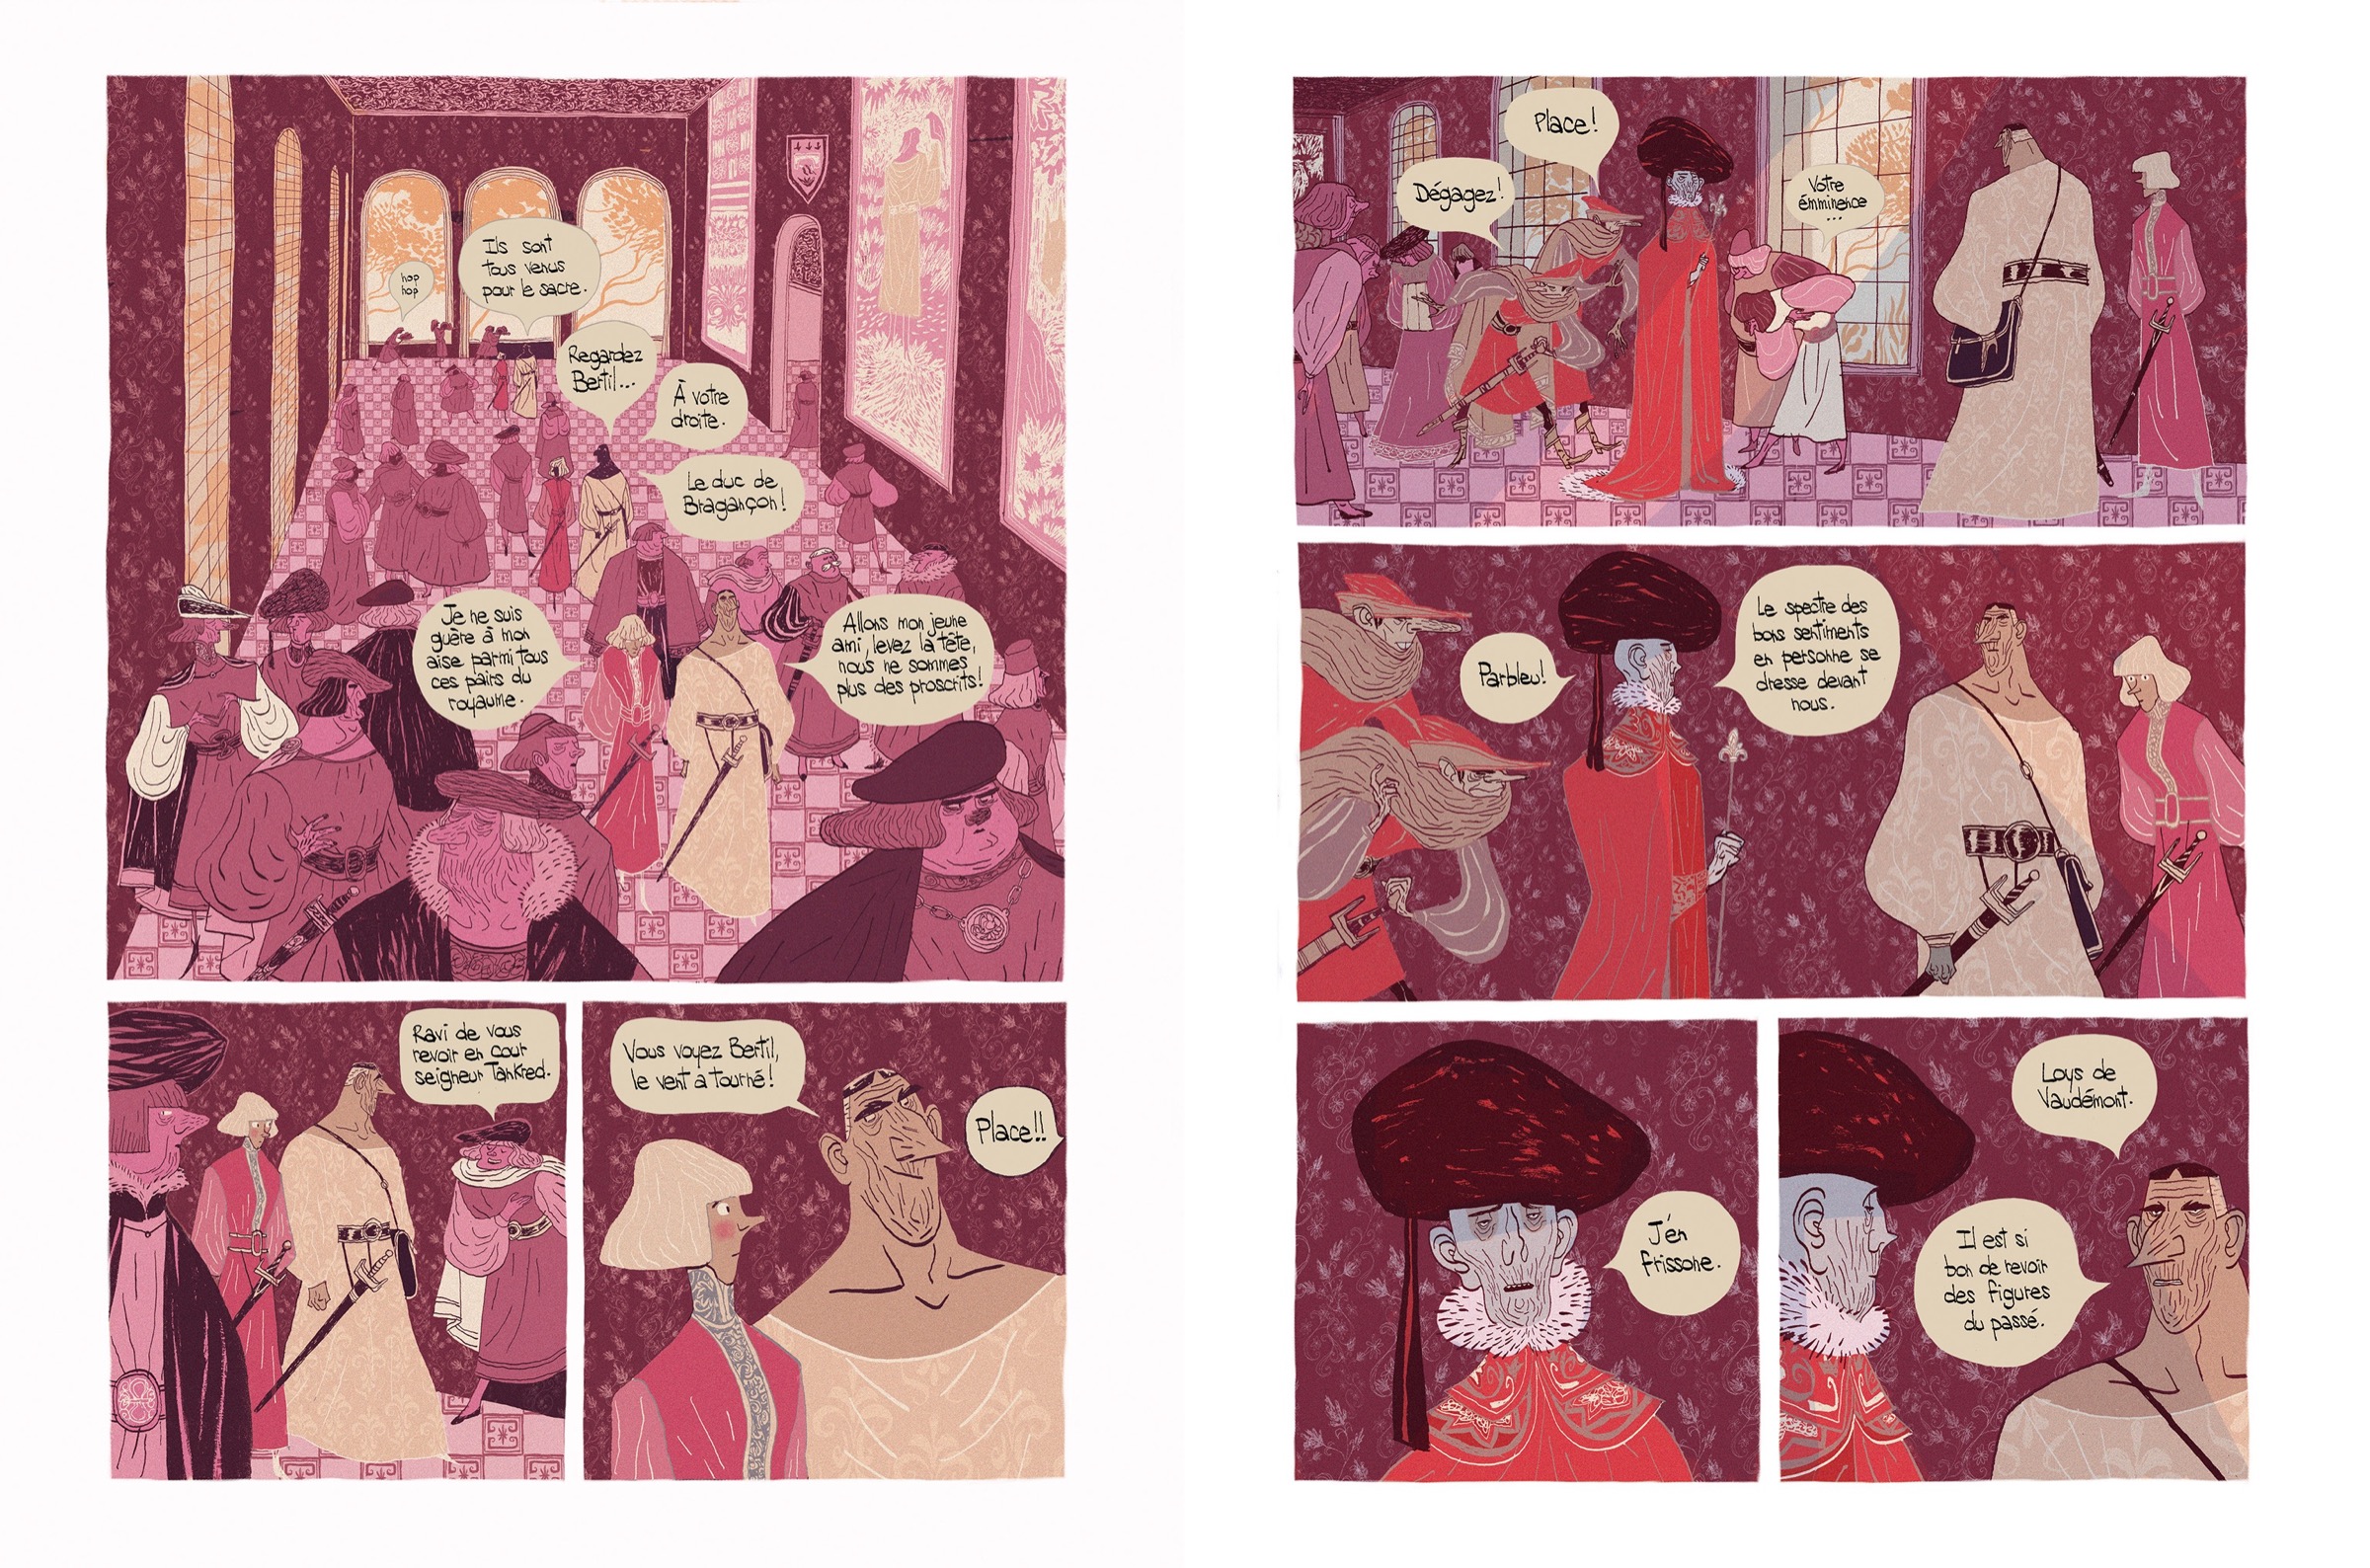 hop
hop
Ils sont
tous venus
pour le sacre.
Regardez
Bertil...
À votre
droite.
Le duc de
Bragançon!
Je ne suis
guère à mon
aise parmi tous
ces pairs du
royaume.
Allons mon jeune
ami, levez la tête,
nous ne sommes
plus des proscrits!
Ravi de vous
revoir en cour
seigneur Tankred.
Vous voyez Bertil,
le vent a tourné!
Place!!
Place!
Dégagez!
Votre
émminence
...
Parbleu!
Le spectre des
bons sentiments
en personne se
dresse devant
nous.
J'en
frissone.
Loys de
Vaudémont.
Il est si
bon de revoir
des figures
du passé.